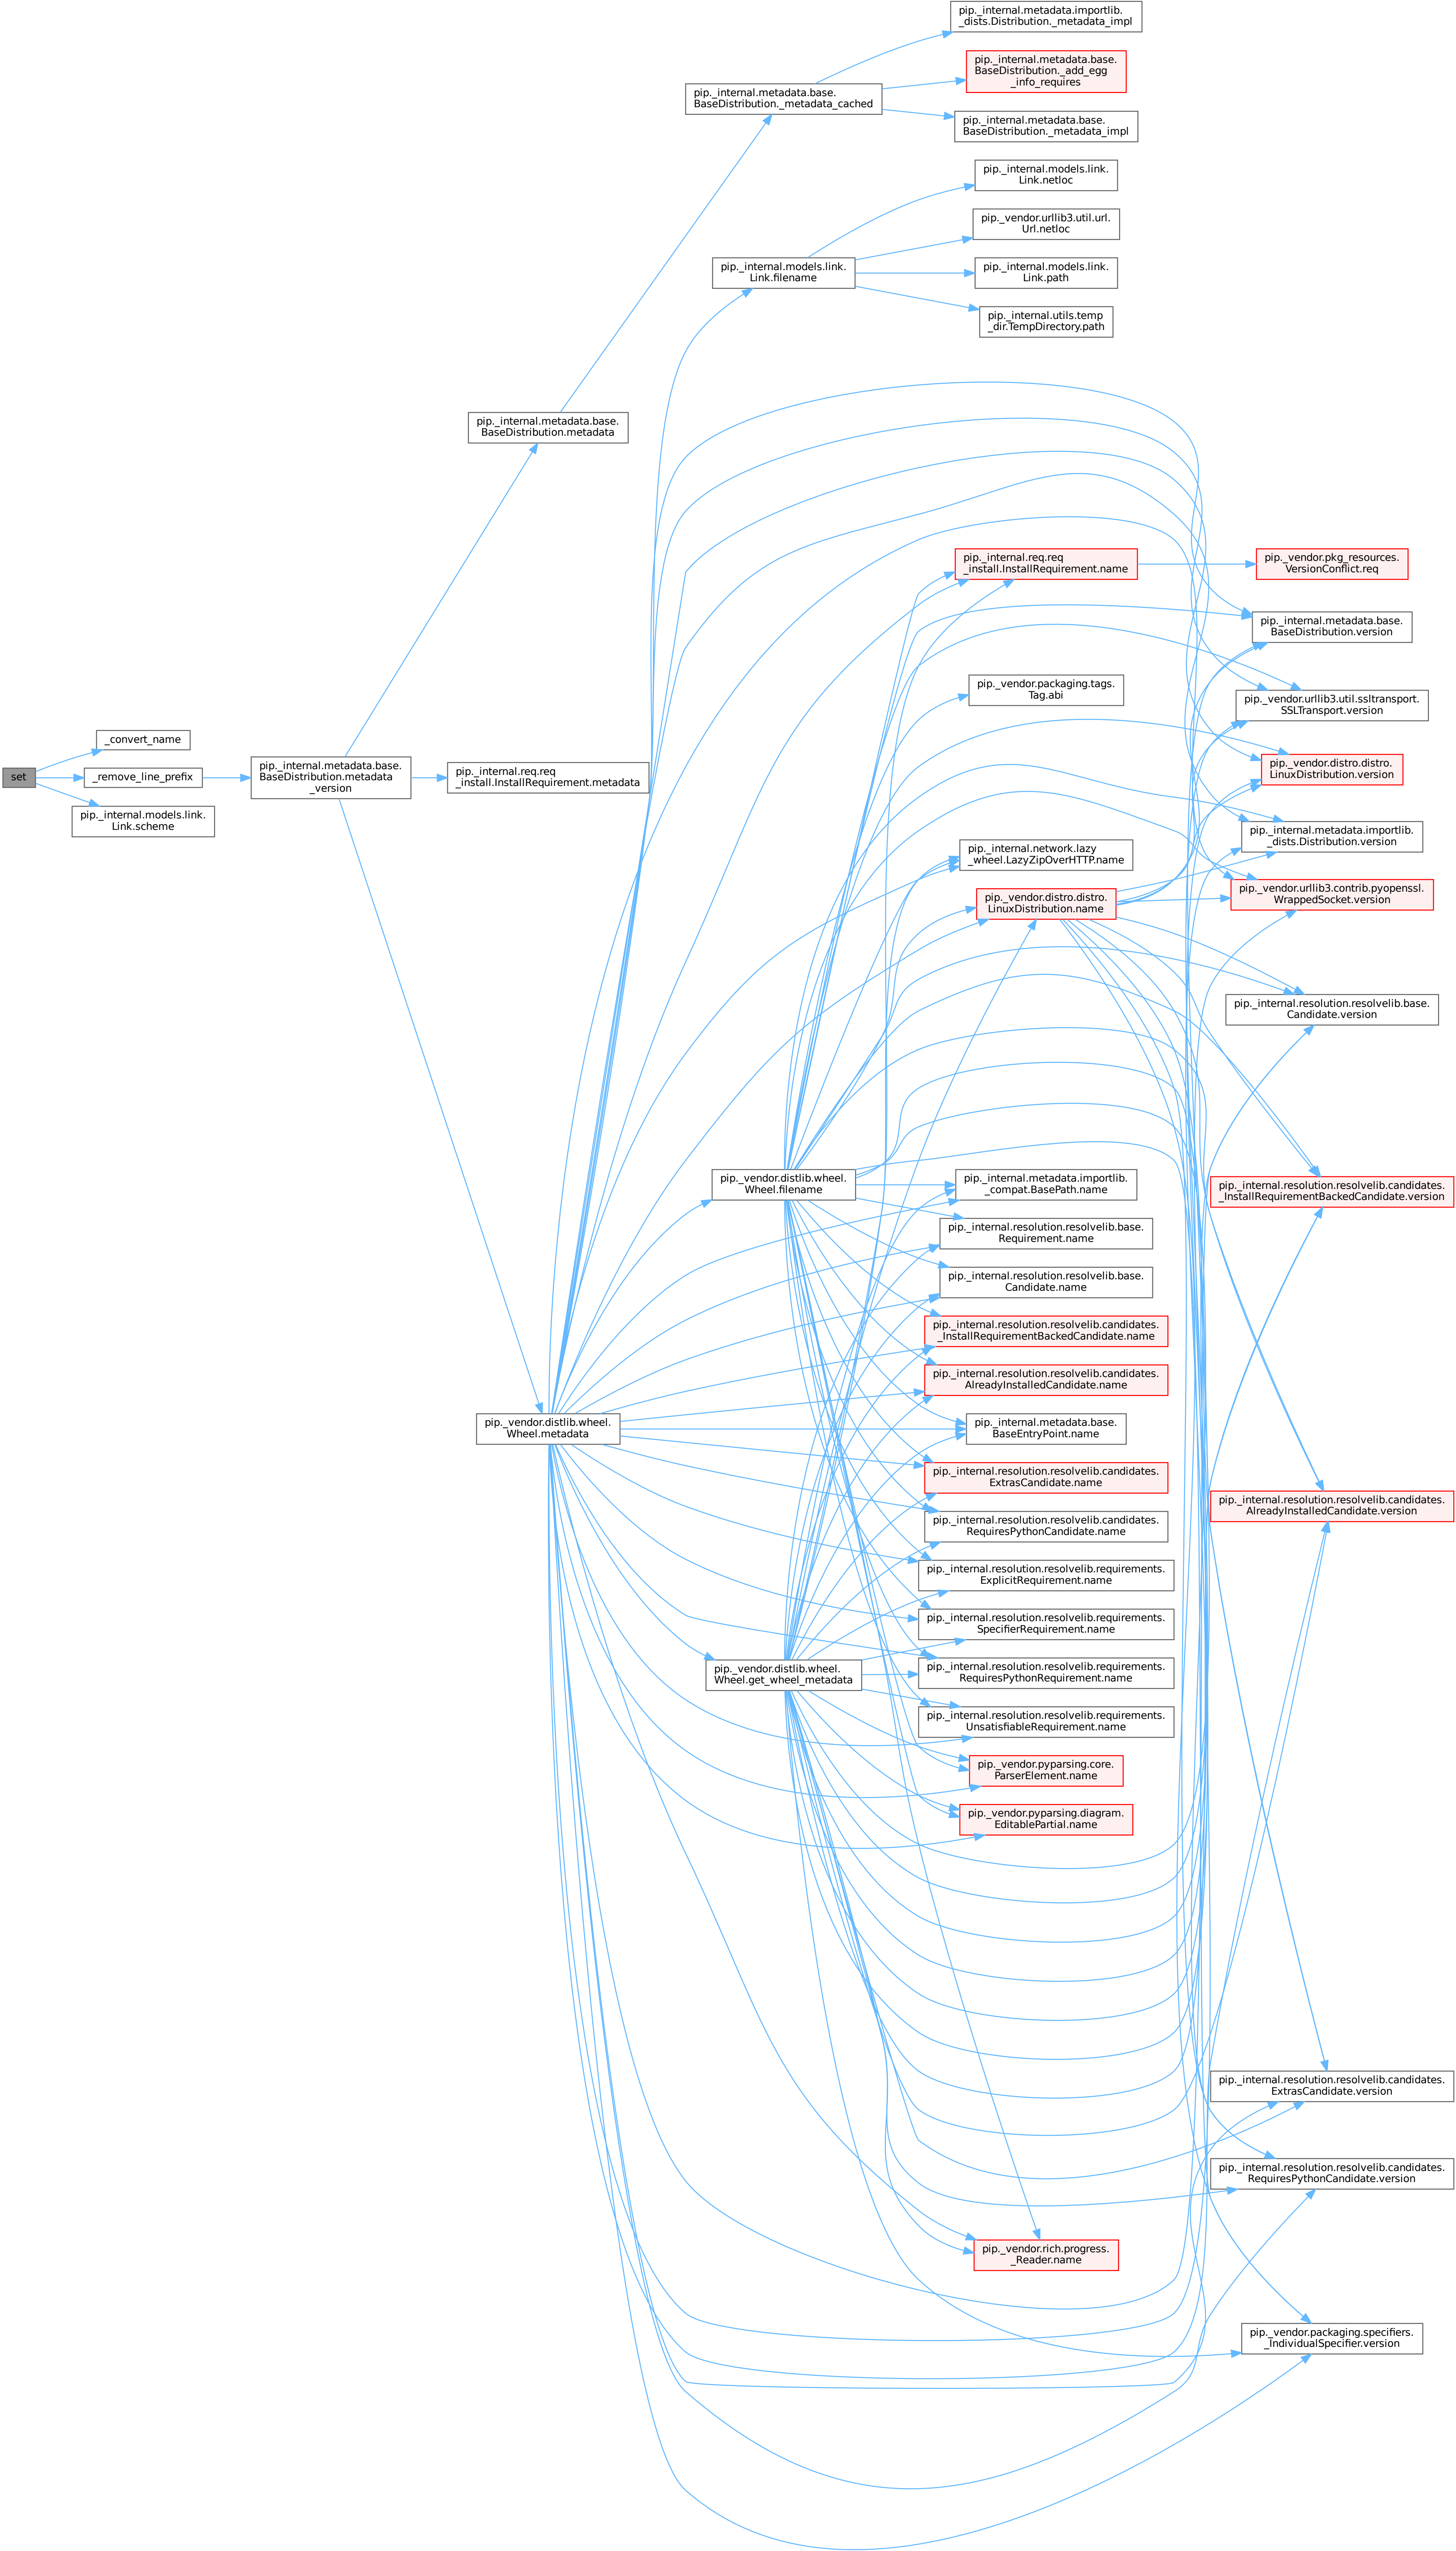 set
_convert_name
_remove_line_prefix
pip._internal.models.link.
Link.scheme
pip._internal.metadata.base.
BaseDistribution.metadata
_version
pip._internal.metadata.base.
BaseDistribution.metadata
pip._internal.req.req
_install.InstallRequirement.metadata
pip._vendor.distlib.wheel.
Wheel.metadata
pip._internal.metadata.base.
BaseDistribution._metadata_cached
pip._internal.models.link.
Link.filename
pip._vendor.distlib.wheel.
Wheel.filename
pip._vendor.distlib.wheel.
Wheel.get_wheel_metadata
pip._internal.metadata.importlib.
_dists.Distribution._metadata_impl
pip._internal.metadata.base.
BaseDistribution._add_egg
_info_requires
pip._internal.metadata.base.
BaseDistribution._metadata_impl
pip._internal.models.link.
Link.netloc
pip._vendor.urllib3.util.url.
Url.netloc
pip._internal.models.link.
Link.path
pip._internal.utils.temp
_dir.TempDirectory.path
pip._internal.req.req
_install.InstallRequirement.name
pip._vendor.packaging.tags.
Tag.abi
pip._internal.network.lazy
_wheel.LazyZipOverHTTP.name
pip._vendor.distro.distro.
LinuxDistribution.name
pip._internal.metadata.importlib.
_compat.BasePath.name
pip._internal.resolution.resolvelib.base.
Requirement.name
pip._internal.resolution.resolvelib.base.
Candidate.name
pip._internal.resolution.resolvelib.candidates.
_InstallRequirementBackedCandidate.name
pip._internal.resolution.resolvelib.candidates.
AlreadyInstalledCandidate.name
pip._internal.metadata.base.
BaseEntryPoint.name
pip._internal.resolution.resolvelib.candidates.
ExtrasCandidate.name
pip._internal.resolution.resolvelib.candidates.
RequiresPythonCandidate.name
pip._internal.resolution.resolvelib.requirements.
ExplicitRequirement.name
pip._internal.resolution.resolvelib.requirements.
SpecifierRequirement.name
pip._internal.resolution.resolvelib.requirements.
RequiresPythonRequirement.name
pip._internal.resolution.resolvelib.requirements.
UnsatisfiableRequirement.name
pip._vendor.pyparsing.core.
ParserElement.name
pip._vendor.pyparsing.diagram.
EditablePartial.name
pip._vendor.rich.progress.
_Reader.name
pip._vendor.pkg_resources.
VersionConflict.req
pip._internal.metadata.base.
BaseDistribution.version
pip._vendor.urllib3.util.ssltransport.
SSLTransport.version
pip._vendor.distro.distro.
LinuxDistribution.version
pip._internal.metadata.importlib.
_dists.Distribution.version
pip._vendor.urllib3.contrib.pyopenssl.
WrappedSocket.version
pip._internal.resolution.resolvelib.base.
Candidate.version
pip._internal.resolution.resolvelib.candidates.
_InstallRequirementBackedCandidate.version
pip._internal.resolution.resolvelib.candidates.
AlreadyInstalledCandidate.version
pip._internal.resolution.resolvelib.candidates.
ExtrasCandidate.version
pip._internal.resolution.resolvelib.candidates.
RequiresPythonCandidate.version
pip._vendor.packaging.specifiers.
_IndividualSpecifier.version